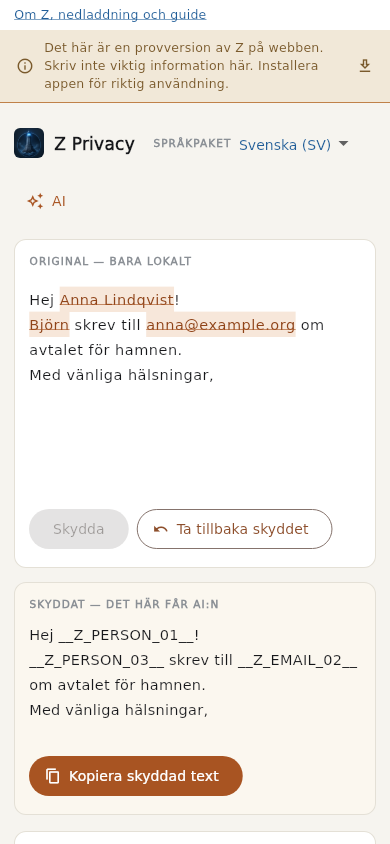 Om Z, nedladdning och guide
Det här är en provversion av Z på webben.
Skriv inte viktig information här. Installera
appen för riktig användning.
Z Privacy SPRÅKPAKET Svenska (SV)
AI
ORIGINAL — BARA LOKALT
Hej Anna Lindqvist!
Björn skrev till anna@example.org om
avtalet för hamnen.
Med vänliga hälsningar,
Skydda Ta tillbaka skyddet
SKYDDAT — DET HÄR FÅR AI:N
Hej __Z_PERSON_01__!
__Z_PERSON_03__ skrev till __Z_EMAIL_02__
om avtalet för hamnen.
Med vänliga hälsningar,
Kopiera skyddad text